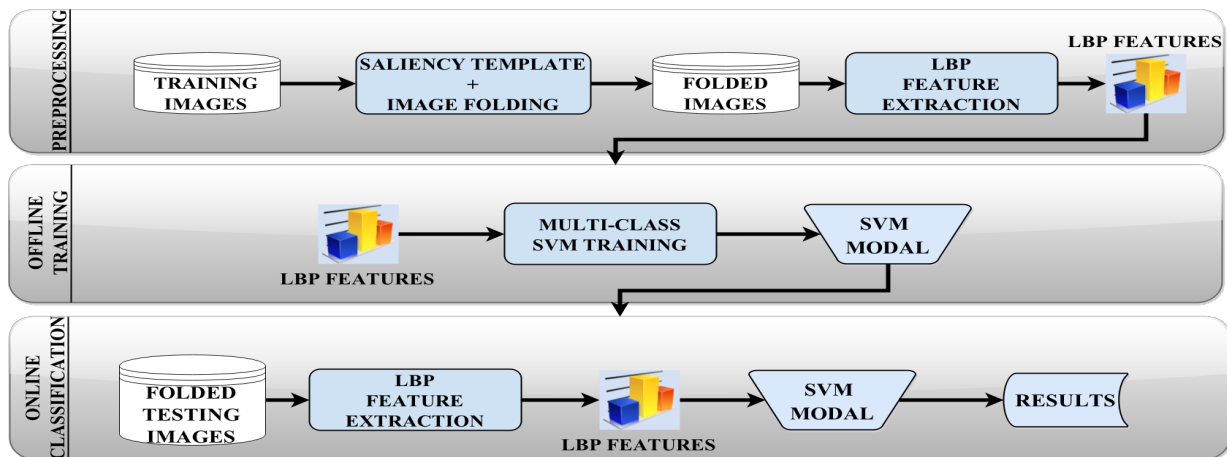 PREPROCESSING
TRAINING
IMAGES
SALIENCY TEMPLATE
+
IMAGE FOLDING
FOLDED
IMAGES
LBP
FEATURE
EXTRACTION
LBP FEATURES
OFFLINE
TRAINING
LBP FEATURES
MULTI-CLASS
SVM TRAINING
SVM
MODAL
ONLINE
CLASSIFICATION
FOLDED
TESTING
IMAGES
LBP
FEATURE
EXTRACTION
LBP FEATURES
SVM
MODAL
RESULTS